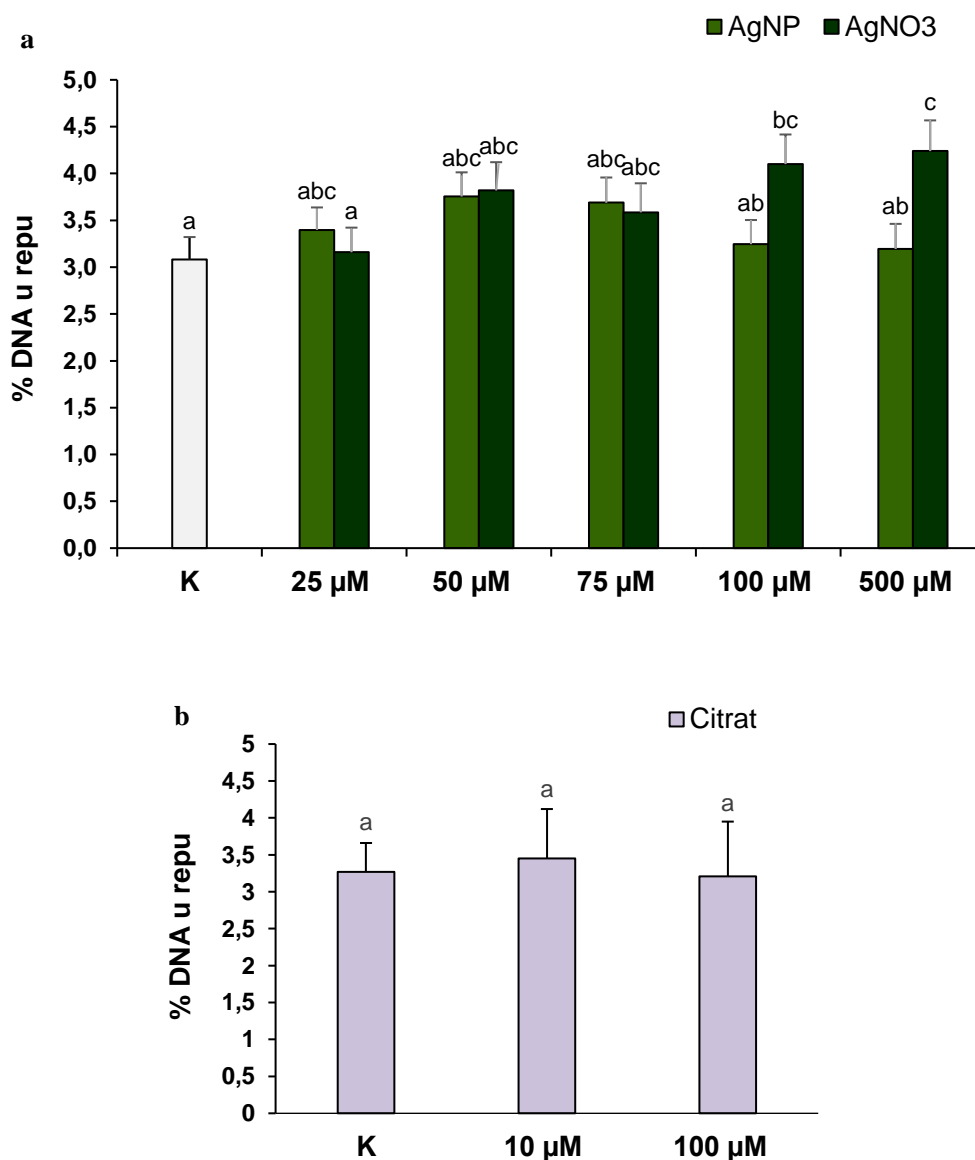 AgNP AgNO3
a
% DNA u repu
5,0
4,5
4,0
3,5
3,0
2,5
2,0
1,5
1,0
0,5
0,0
a abc a abc abc abc abc ab bc ab c
K 25 µM 50 µM 75 µM 100 µM 500 µM
b
Citrat
% DNA u repu
5
4,5
4
3,5
3
2,5
2
1,5
1
0,5
0
a a a
K 10 µM 100 µM